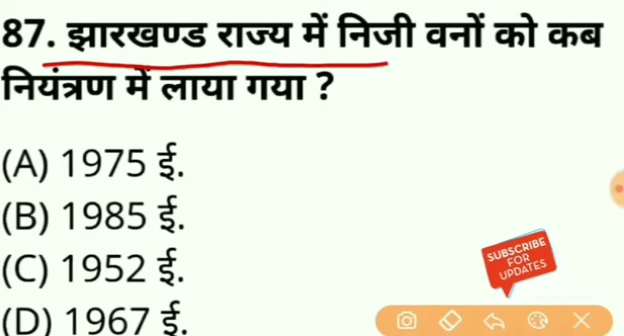 87. झारखण्ड राज्य में निजी वनों को कब
नियंत्रण में लाया गया ?
(A) 1975 ई.
(B) 1985 ई.
(C) 1952 ई.
(D) 1967 ई.
SUBSCRIBE
FOR
UPDATES